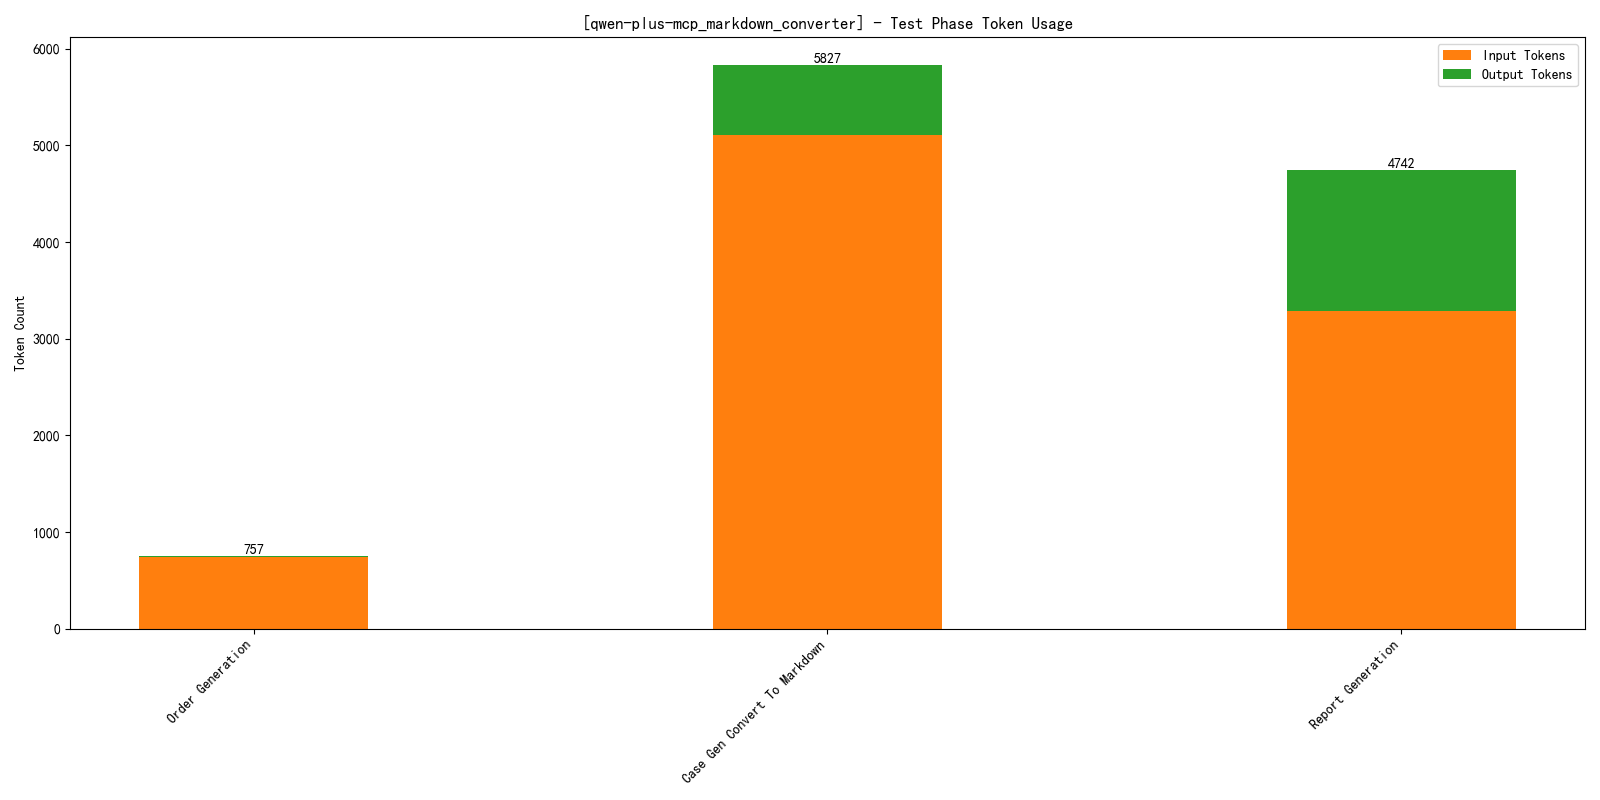 [qwen-plus-mcp_markdown_converter] - Test Phase Token Usage
Input Tokens
Output Tokens
Token Count
6000
5000
4000
3000
2000
1000
0
757
5827
4742
Order Generation
Case Gen Convert To Markdown
Report Generation